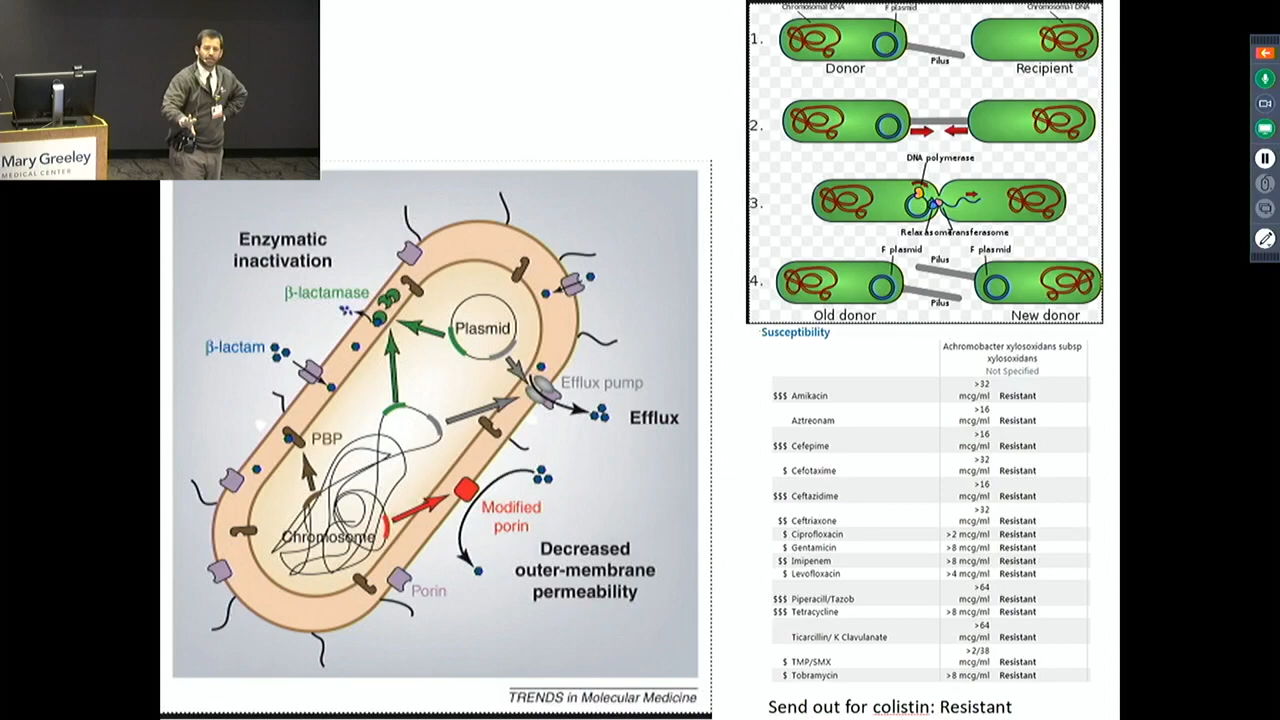 Mary Greeley
MEDICAL CENTER
Enzymatic
inactivation
β-lactamase
β-lactam
Plasmid
Efflux pump
Efflux
PBP
Modified
porin
Chromosome
Decreased
outer-membrane
permeability
Porin
TRENDS in Molecular Medicine
Chromosomal DNA
F plasmid
Chromosomal DNA
1.
Pilus
Donor
Recipient
2.
DNA polymerase
3.
Relaxasome
Transferasome
F plasmid
F plasmid
Pilus
4.
Pilus
Old donor
New donor
Susceptibility
Achromobacter xylosoxidans subsp
xylosoxidans
Not Specified
>32
$$$ Amikacin mcg/ml Resistant
>16
Aztreonam mcg/ml Resistant
>16
$$$ Cefepime mcg/ml Resistant
>32
$ Cefotaxime mcg/ml Resistant
>16
$$$ Ceftazidime mcg/ml Resistant
>32
$$ Ceftriaxone mcg/ml Resistant
$ Ciprofloxacin >2 mcg/ml Resistant
$ Gentamicin >8 mcg/ml Resistant
$$ Imipenem >8 mcg/ml Resistant
$ Levofloxacin >4 mcg/ml Resistant
>64
$$$ Piperacill/Tazob mcg/ml Resistant
$$$ Tetracycline >8 mcg/ml Resistant
>64
Ticarcillin/ K Clavulanate mcg/ml Resistant
>2/38
$ TMP/SMX mcg/ml Resistant
$ Tobramycin >8 mcg/ml Resistant
Send out for colistin: Resistant